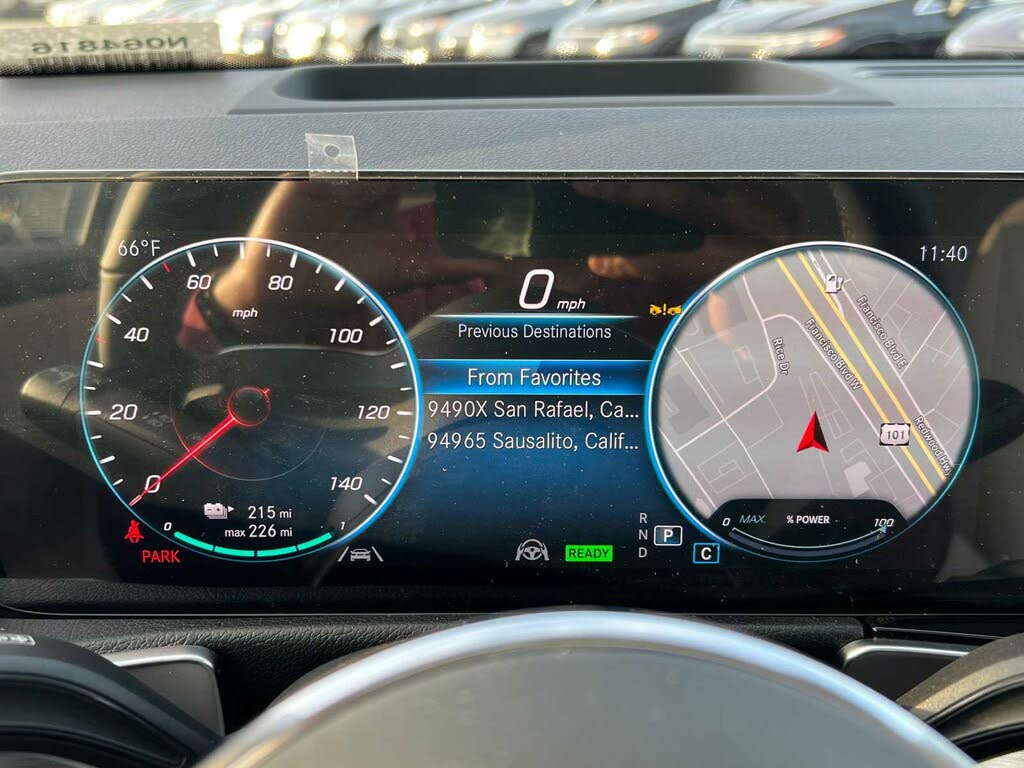 N064816
66°F
11:40
0 mph
Previous Destinations
From Favorites
9490X San Rafael, Ca...
94965 Sausalito, Calif...
0
20
40
60
80
100
120
140
mph
215 mi
max 226 mi
0 1
PARK
READY
R
N P
D C
Rice Dr
Francisco Blvd W
Francisco Blvd E
101
Redwood Hw
0 MAX. % POWER 100